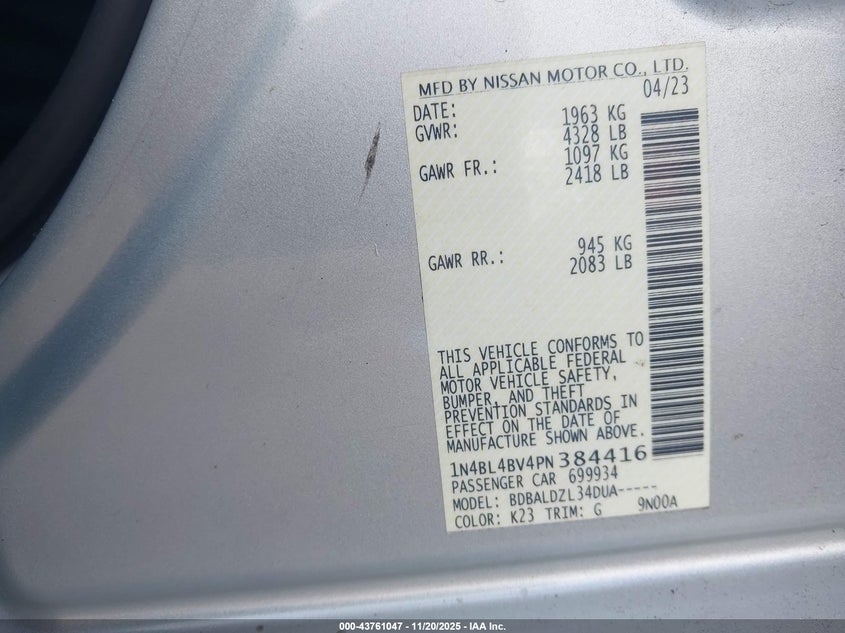 MFD BY NISSAN MOTOR CO., LTD.
DATE: 04/23
GVWR: 1963 KG
4328 LB
GAWR FR.: 1097 KG
2418 LB
GAWR RR.: 945 KG
2083 LB
THIS VEHICLE CONFORMS TO
ALL APPLICABLE FEDERAL
MOTOR VEHICLE SAFETY,
BUMPER, AND THEFT
PREVENTION STANDARDS IN
EFFECT ON THE DATE OF
MANUFACTURE SHOWN ABOVE.
1N4BL4BV4PN384416
PASSENGER CAR 699934
MODEL: BDBALDZL34DUA-----
COLOR: K23 TRIM: G 9N00A
000-43761047 - 11/20/2025 - IAA Inc.